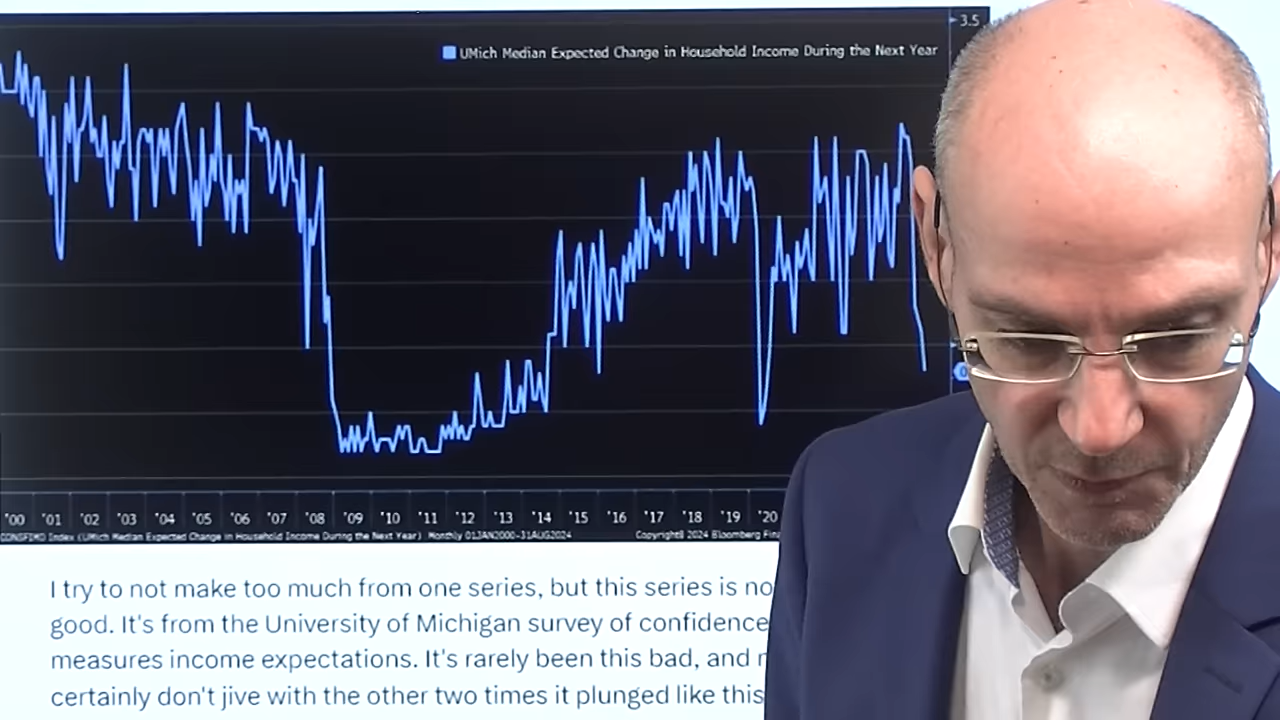 3.5
UMich Median Expected Change in Household Income During the Next Year
0
'00 '01 '02 '03 '04 '05 '06 '07 '08 '09 '10 '11 '12 '13 '14 '15 '16 '17 '18 '19 '20
Index (UMich Median Expected Change in Household Income During the Next Year) Monthly 01JAN2000-31AUG2024 Copyright© 2024 Bloomberg
I try to not make too much from one series, but this series is no
good. It's from the University of Michigan survey of confidence
measures income expectations. It's rarely been this bad, and
certainly don't jive with the other two times it plunged like this